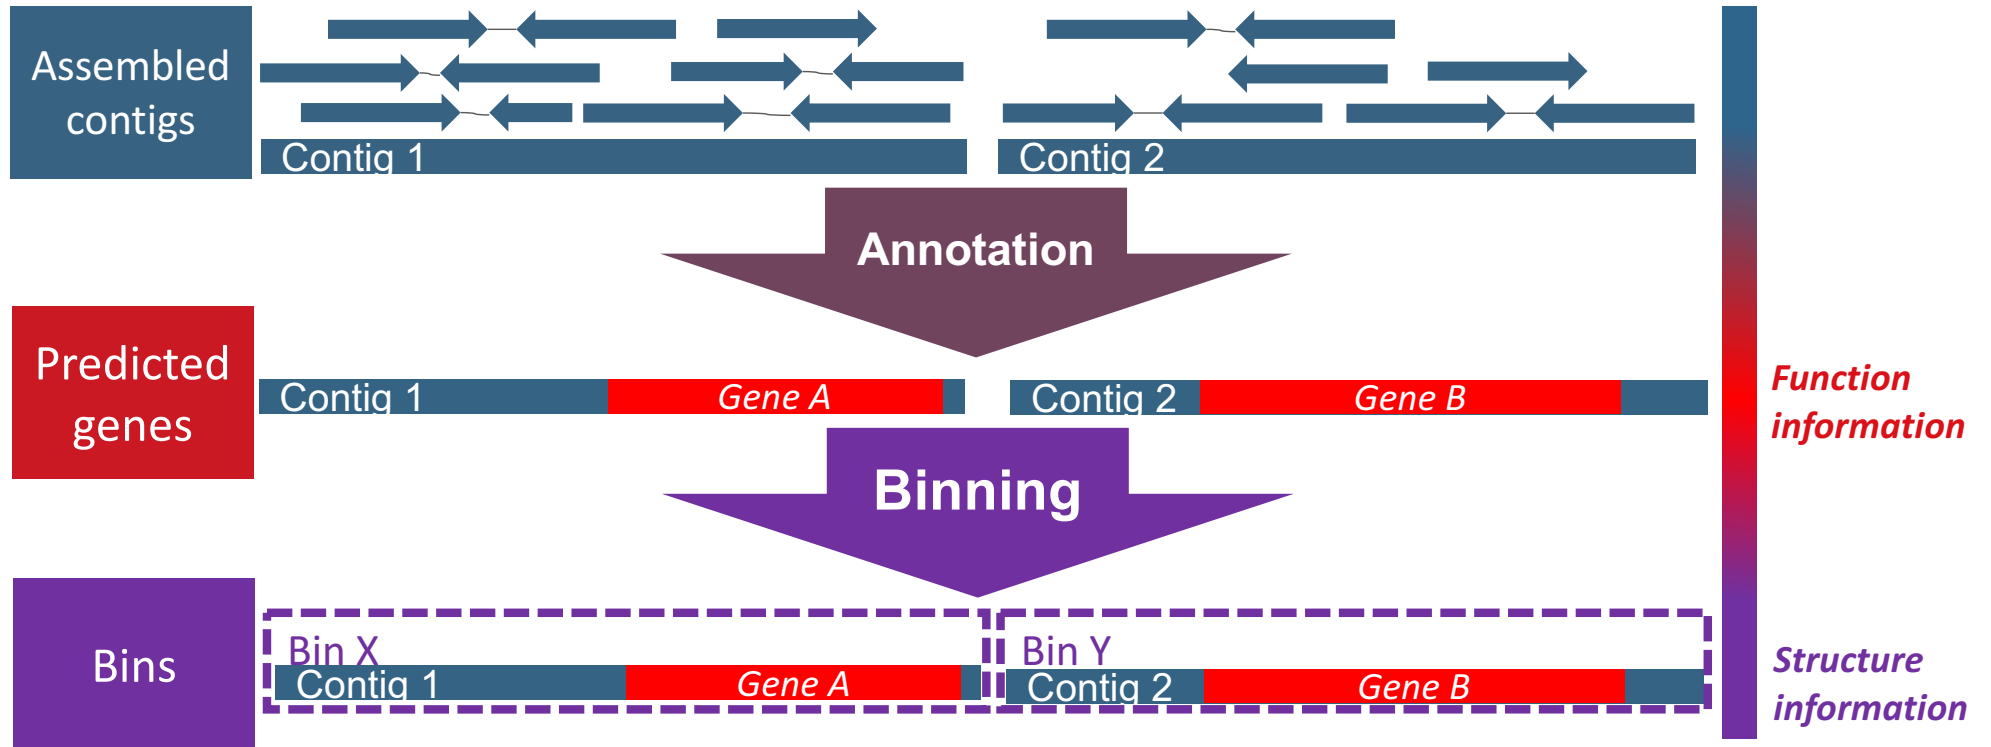 Assembled
contigs
Contig 1
Contig 2
Annotation
Predicted
genes
Contig 1
Gene A
Contig 2
Gene B
Function
information
Binning
Bins
Bin X
Contig 1
Gene A
Bin Y
Contig 2
Gene B
Structure
information